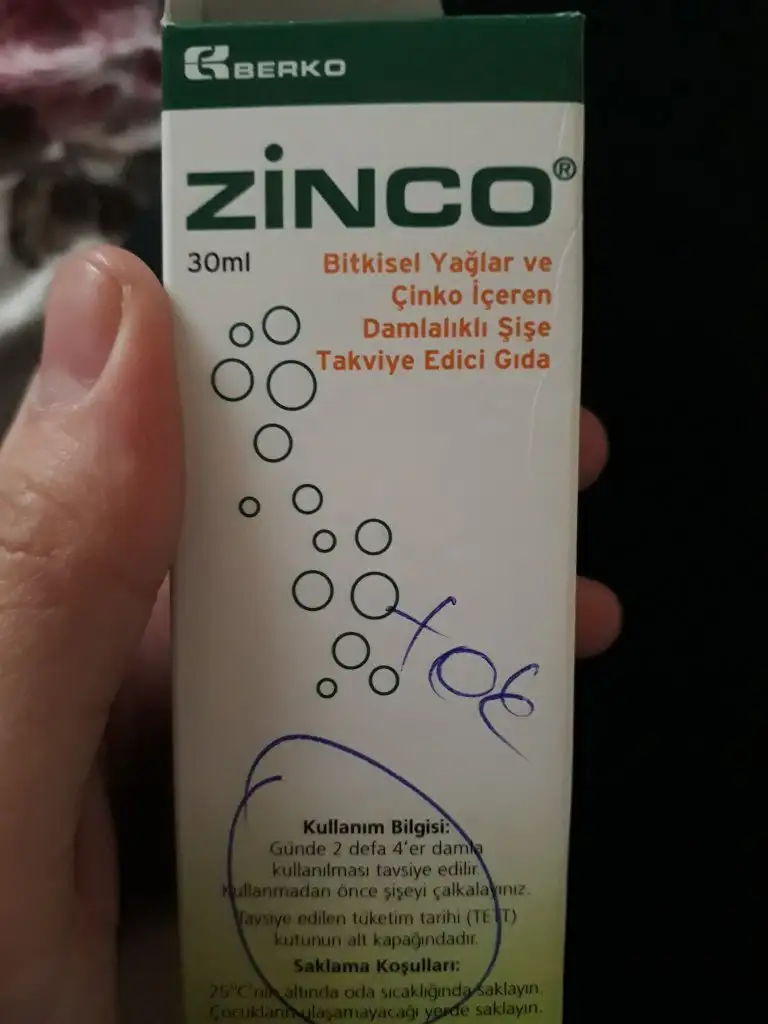 BERKO
ZİNCO®
30ml
Bitkisel Yağlar ve
Çinko İçeren
Damlalıklı Şişe
Takviye Edici Gıda
Kullanım Bilgisi:
Günde 2 defa 4'er damla
kullanılması tavsiye edilir.
Kullanmadan önce şişeyi çalkalayınız.
Tavsiye edilen tüketim tarihi (TETT)
kutunun alt kapağındadır.
Saklama Koşulları:
25°C'nin altında oda sıcaklığında saklayın.
Çocukların ulaşamayacağı yerde saklayın.